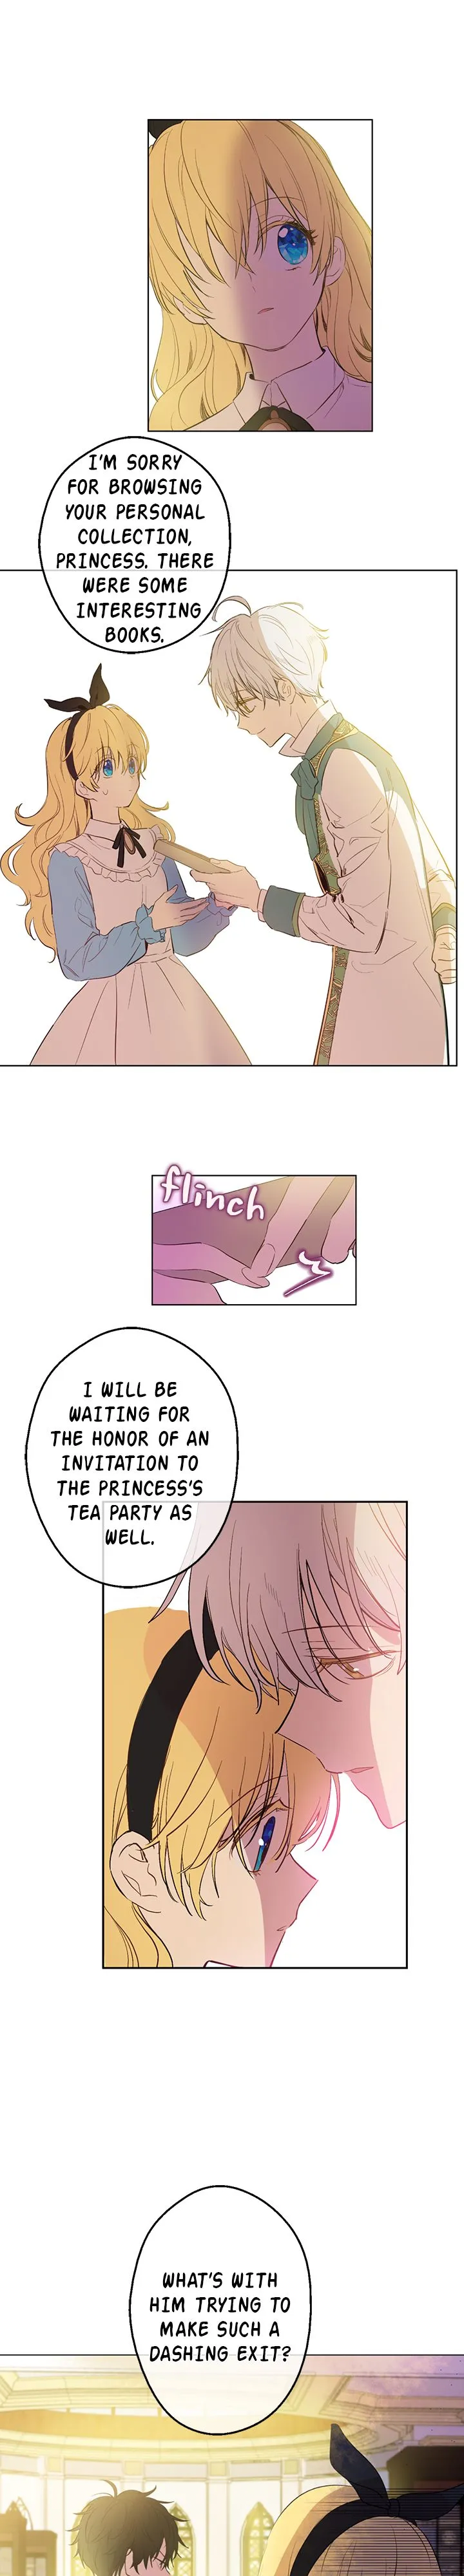 I'M SORRY
FOR BROWSING
YOUR PERSONAL
COLLECTION,
PRINCESS. THERE
WERE SOME
INTERESTING
BOOKS.
flinch
I WILL BE
WAITING FOR
THE HONOR OF AN
INVITATION TO
THE PRINCESS'S
TEA PARTY AS
WELL.
WHAT'S WITH
HIM TRYING TO
MAKE SUCH A
DASHING EXIT?